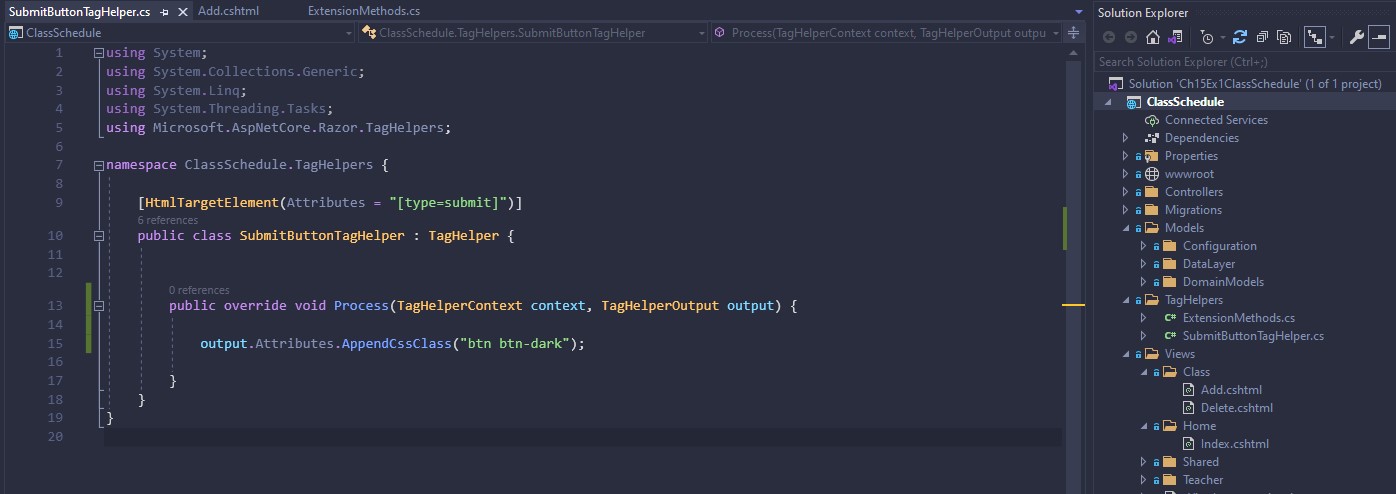 SubmitButtonTagHelper.cs
Add.cshtml
ExtensionMethods.cs
ClassSchedule
ClassSchedule.TagHelpers.SubmitButtonTagHelper
Process(TagHelperContext context, TagHelperOutput outpu
1 using System;
2 using System.Collections.Generic;
3 using System.Linq;
4 using System.Threading.Tasks;
5 using Microsoft.AspNetCore.Razor.TagHelpers;
6
7 namespace ClassSchedule.TagHelpers {
8
9 [HtmlTargetElement(Attributes = "[type=submit]")]
6 references
10 public class SubmitButtonTagHelper : TagHelper {
11
12
0 references
13 public override void Process(TagHelperContext context, TagHelperOutput output) {
14
15 output.Attributes.AppendCssClass("btn btn-dark");
16
17 }
18 }
19 }
20
Solution Explorer
Search Solution Explorer (Ctrl+;)
Solution 'Ch15Ex1ClassSchedule' (1 of 1 project)
ClassSchedule
Connected Services
Dependencies
Properties
wwwroot
Controllers
Migrations
Models
Configuration
DataLayer
DomainModels
TagHelpers
C# ExtensionMethods.cs
C# SubmitButtonTagHelper.cs
Views
Class
Add.cshtml
Delete.cshtml
Home
Index.cshtml
Shared
Teacher